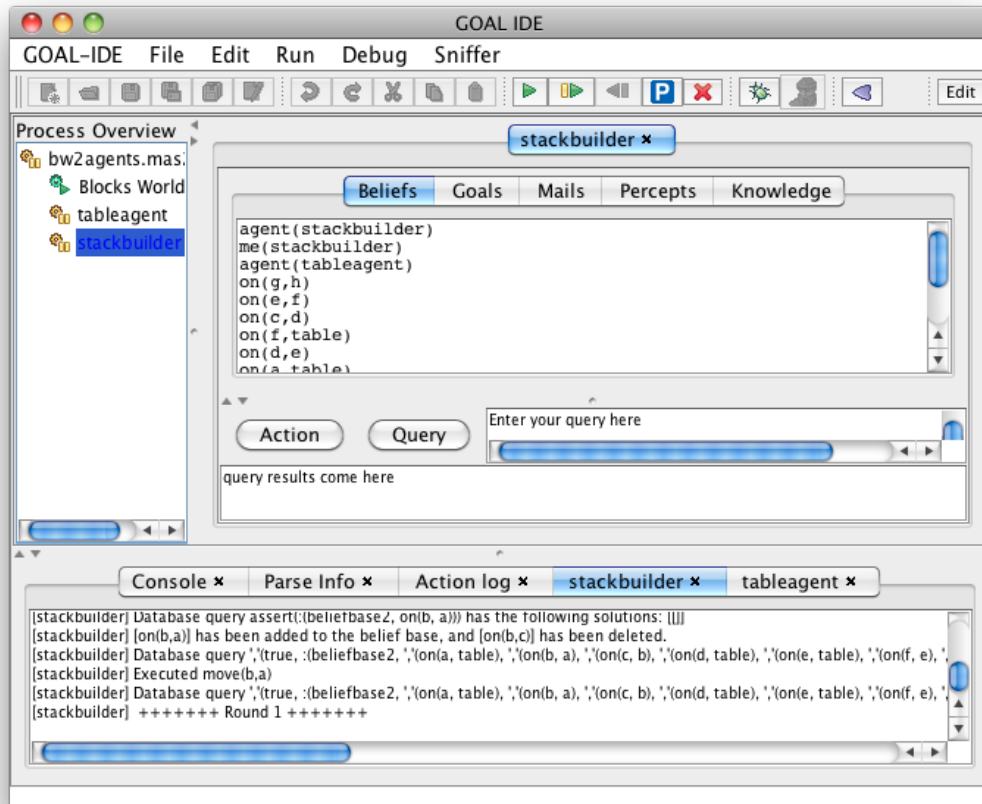 GOAL IDE
GOAL-IDE File Edit Run Debug Sniffer
P Edit
Process Overview
bw2agents.mas
Blocks World
tableagent
stackbuilder
stackbuilder ×
Beliefs Goals Mails Percepts Knowledge
agent(stackbuilder)
me(stackbuilder)
agent(tableagent)
on(g,h)
on(e,f)
on(c,d)
on(f,table)
on(d,e)
on(a,table)
Action Query Enter your query here
query results come here
Console × Parse Info × Action log × stackbuilder × tableagent ×
[stackbuilder] Database query assert(:(beliefbase2, on(b, a))) has the following solutions: [[]]
[stackbuilder] [on(b,a)] has been added to the belief base, and [on(b,c)] has been deleted.
[stackbuilder] Database query ','(true, :(beliefbase2, ','(on(a, table), ','(on(b, a), ','(on(c, b), ','(on(d, table), ','(on(e, table), ','(on(f, e), ',
[stackbuilder] Executed move(b,a)
[stackbuilder] Database query ','(true, :(beliefbase2, ','(on(a, table), ','(on(b, a), ','(on(c, b), ','(on(d, table), ','(on(e, table), ','(on(f, e), ',
[stackbuilder] +++++++ Round 1 +++++++